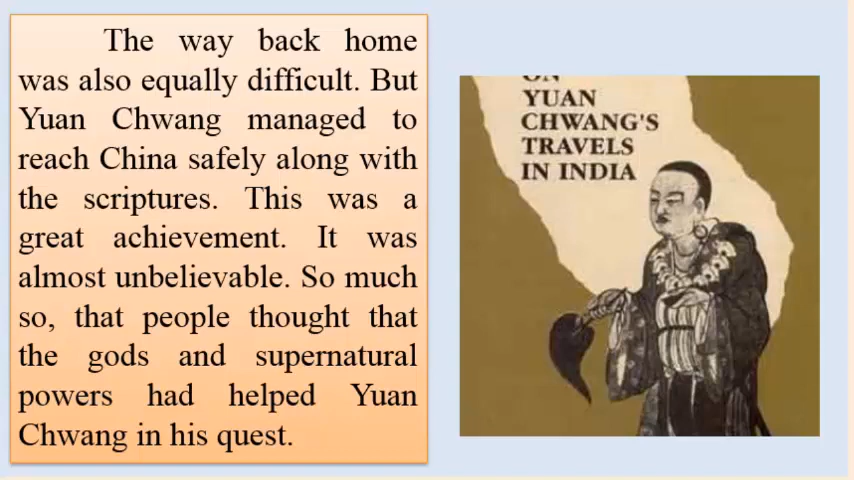 The way back home
was also equally difficult. But
Yuan Chwang managed to
reach China safely along with
the scriptures. This was a
great achievement. It was
almost unbelievable. So much
so, that people thought that
the gods and supernatural
powers had helped Yuan
Chwang in his quest.
ON
YUAN
CHWANG'S
TRAVELS
IN INDIA